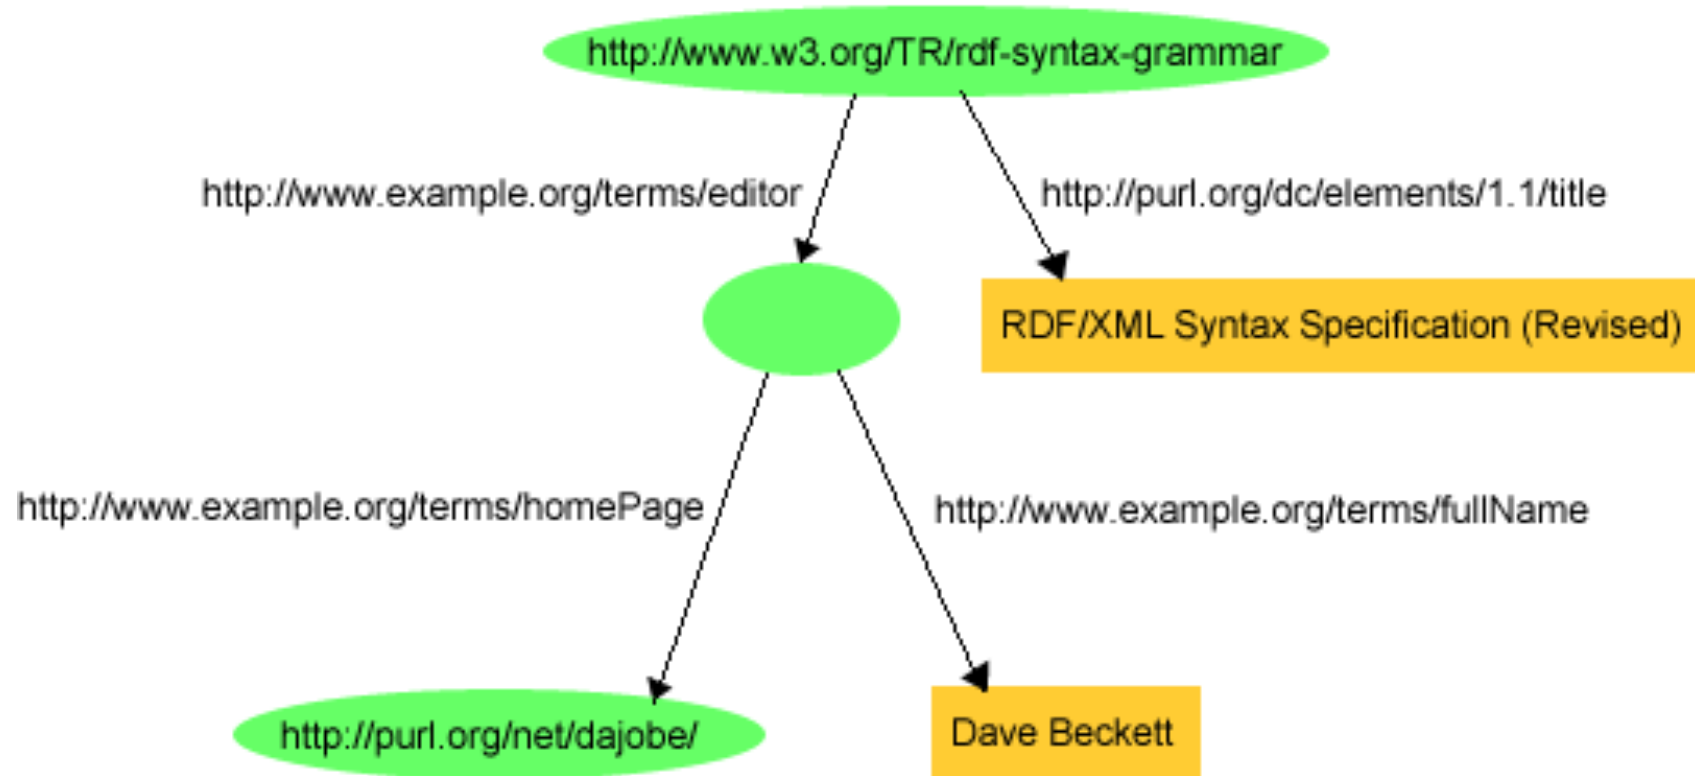 http://www.w3.org/TR/rdf-syntax-grammar
http://www.example.org/terms/editor
http://purl.org/dc/elements/1.1/title
RDF/XML Syntax Specification (Revised)
http://www.example.org/terms/homePage
http://www.example.org/terms/fullName
http://purl.org/net/dajobe/
Dave Beckett